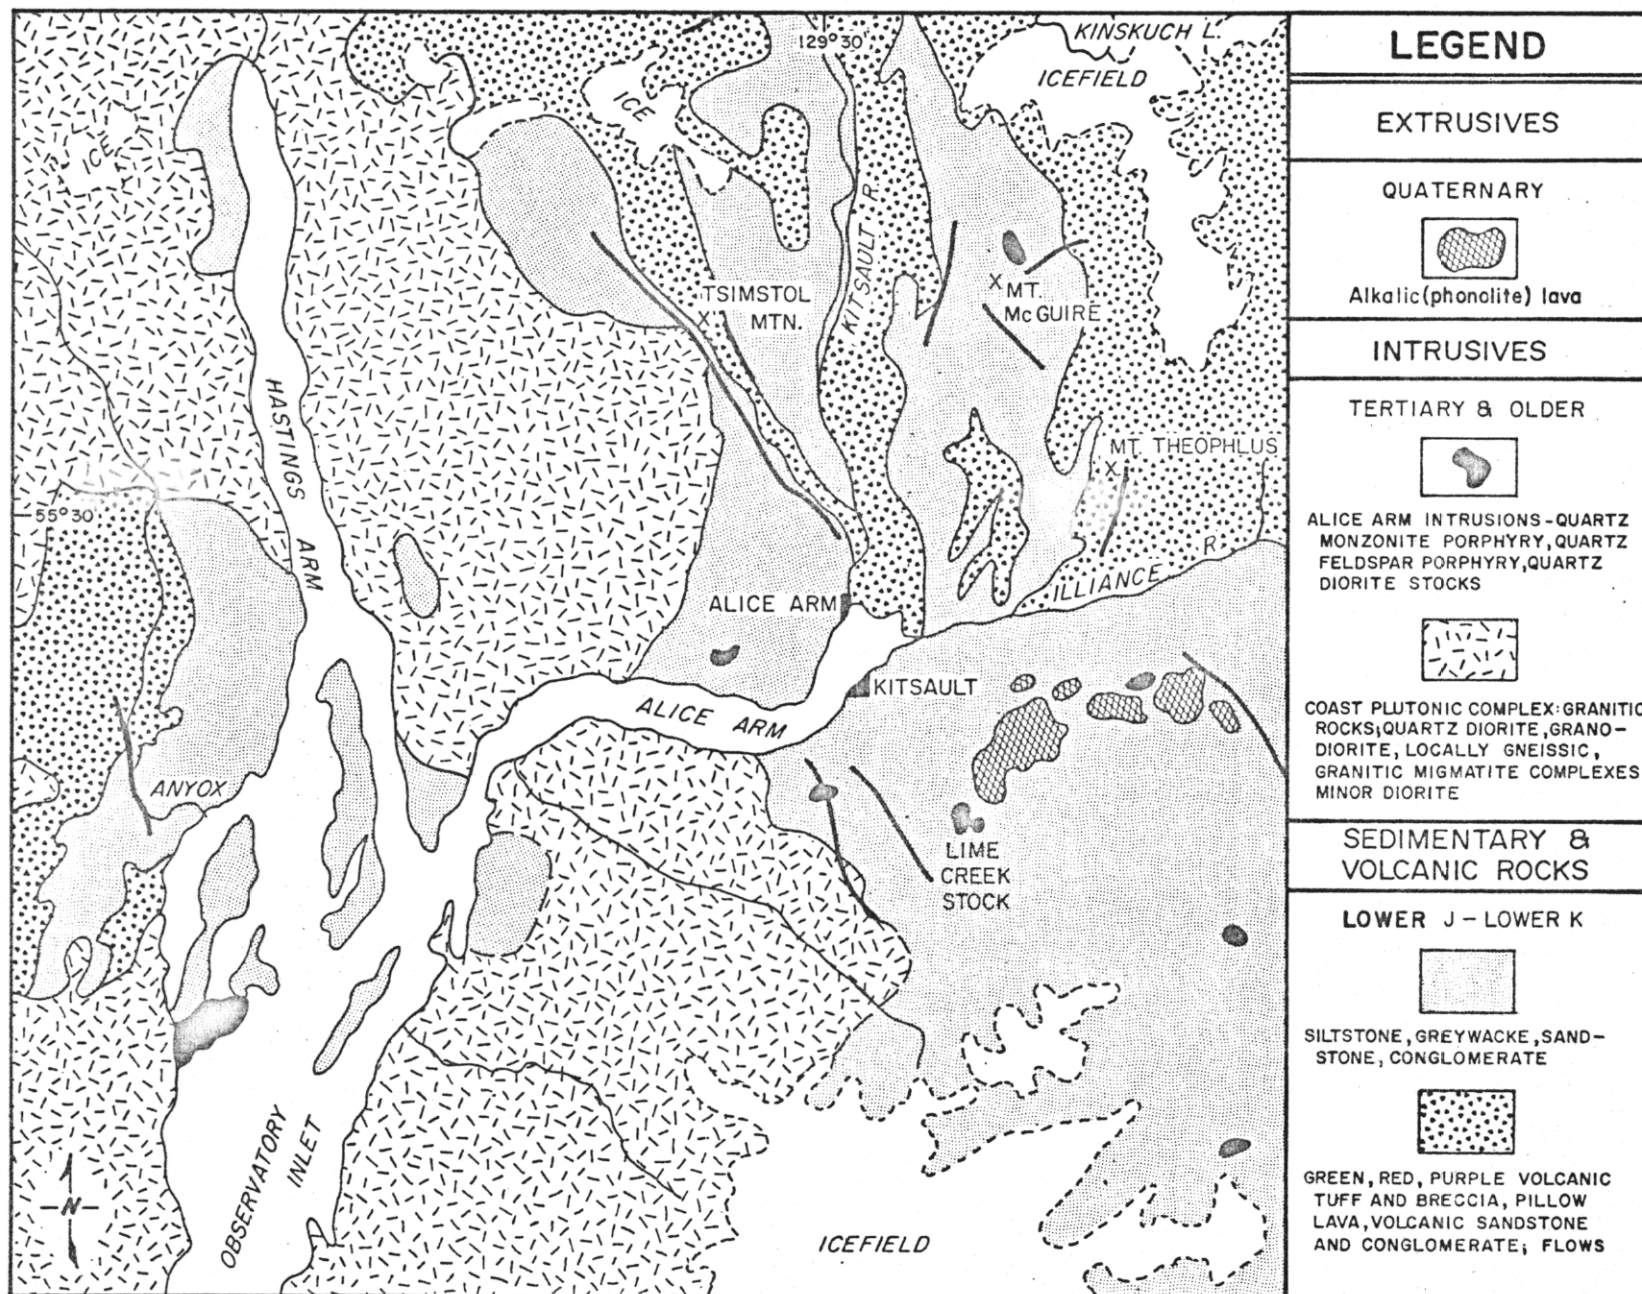 KINSKUCH L.
129°30'
ICEFIELD
ICE
ICE
KITSAULT R.
TSIMSTOL
MTN.
X
X MT.
McGUIRE
HASTINGS ARM
MT. THEOPHLUS
X
55°30'
ILLIANCE R.
ALICE ARM
KITSAULT
ALICE ARM
ANYOX
LIME
CREEK
STOCK
OBSERVATORY
INLET
N
ICEFIELD
LEGEND
EXTRUSIVES
QUATERNARY
Alkalic(phonolite) lava
INTRUSIVES
TERTIARY & OLDER
ALICE ARM INTRUSIONS-QUARTZ
MONZONITE PORPHYRY, QUARTZ
FELDSPAR PORPHYRY, QUARTZ
DIORITE STOCKS
COAST PLUTONIC COMPLEX: GRANITIC
ROCKS; QUARTZ DIORITE, GRANO-
DIORITE, LOCALLY GNEISSIC,
GRANITIC MIGMATITE COMPLEXES
MINOR DIORITE
SEDIMENTARY &
VOLCANIC ROCKS
LOWER J - LOWER K
SILTSTONE, GREYWACKE, SAND-
STONE, CONGLOMERATE
GREEN, RED, PURPLE VOLCANIC
TUFF AND BRECCIA, PILLOW
LAVA, VOLCANIC SANDSTONE
AND CONGLOMERATE; FLOWS